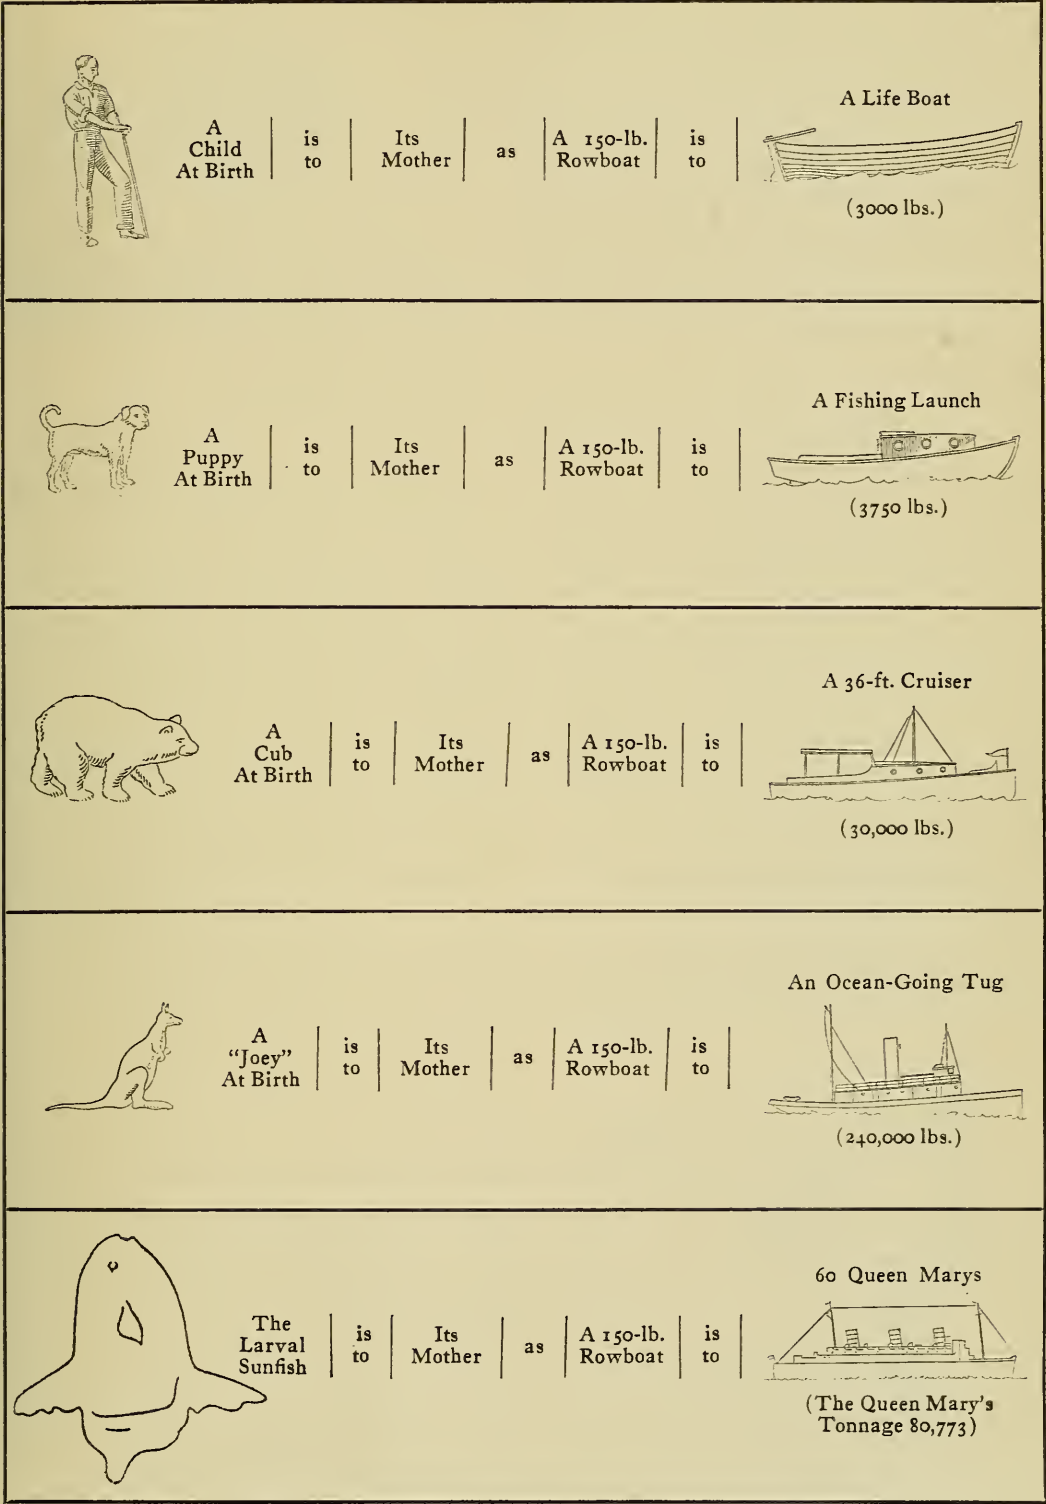 A Life Boat
A
Child
At Birth
is
to
Its
Mother
as
A 150-lb.
Rowboat
is
to
(3000 lbs.)
A Fishing Launch
A
Puppy
At Birth
is
to
Its
Mother
as
A 150-lb.
Rowboat
is
to
(3750 lbs.)
A 36-ft. Cruiser
A
Cub
At Birth
is
to
Its
Mother
as
A 150-lb.
Rowboat
is
to
(30,000 lbs.)
An Ocean-Going Tug
A
“Joey”
At Birth
is
to
Its
Mother
as
A 150-lb.
Rowboat
is
to
(240,000 lbs.)
60 Queen Marys
The
Larval
Sunfish
is
to
Its
Mother
as
A 150-lb.
Rowboat
is
to
(The Queen Mary's
Tonnage 80,773)